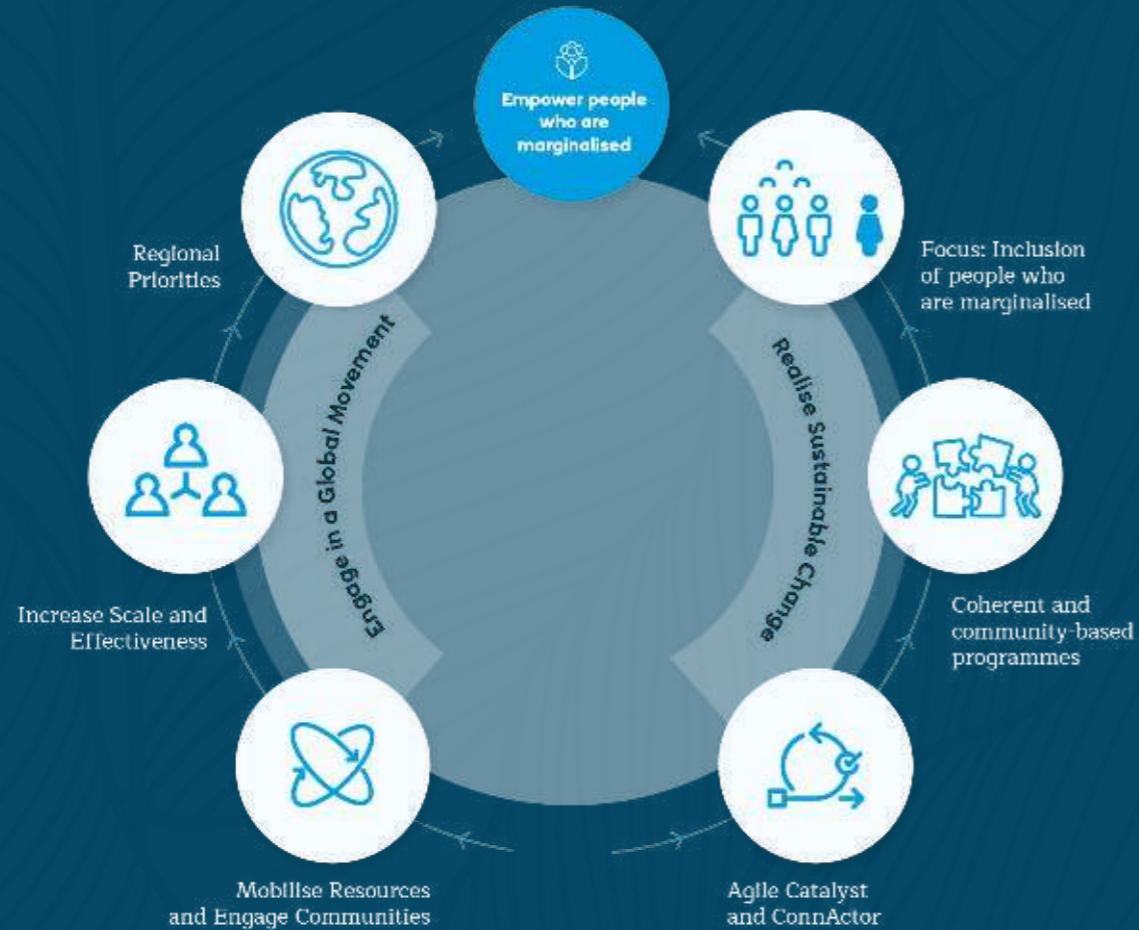 Empower people
who are
marginalised
Regional
Priorities
Focus: Inclusion
of people who
are marginalised
Engage in a Global Movement
Realise Sustainable Change
Increase Scale and
Effectiveness
Coherent and
community-based
programmes
Mobilise Resources
and Engage Communities
Agile Catalyst
and ConnActor